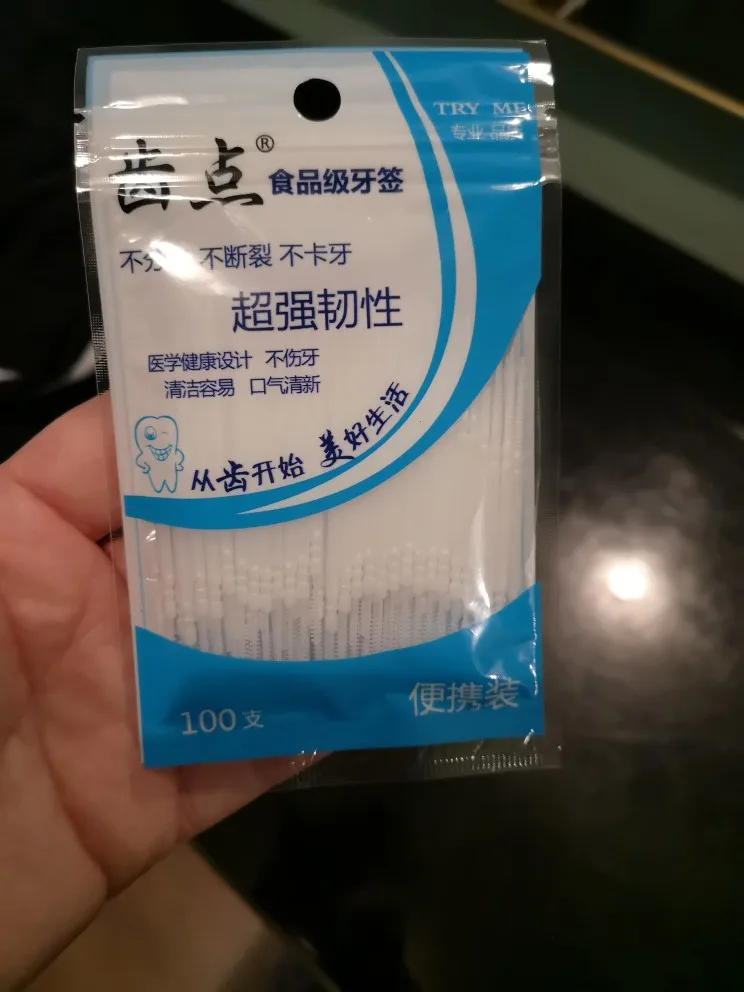 TRY ME
专业
齿点® 食品级牙签
不分 不断裂 不卡牙
超强韧性
医学健康设计 不伤牙
清洁容易 口气清新
从齿开始 美好生活
100支
便携装